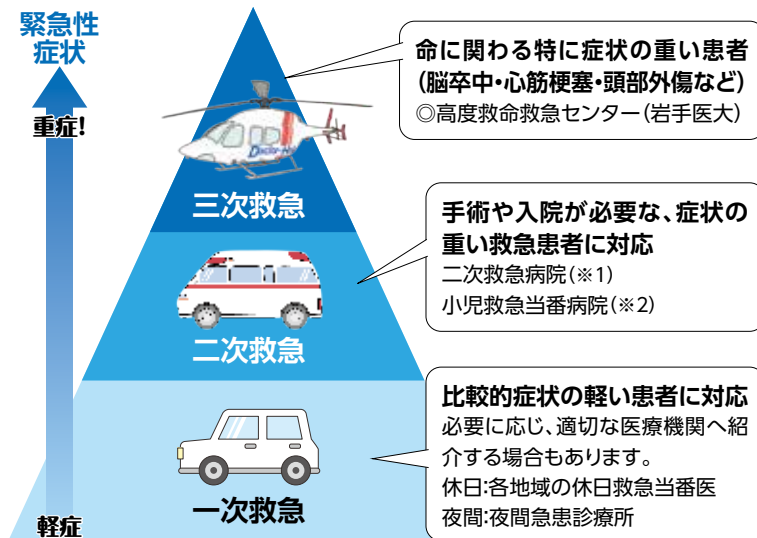 緊急性
症状
重症!
軽症
三次救急
命に関わる特に症状の重い患者
(脳卒中・心筋梗塞・頭部外傷など)
◎高度救命救急センター(岩手医大)
二次救急
手術や入院が必要な、症状の
重い救急患者に対応
二次救急病院(※1)
小児救急当番病院(※2)
一次救急
比較的症状の軽い患者に対応
必要に応じ、適切な医療機関へ紹
介する場合もあります。
休日:各地域の休日救急当番医
夜間:夜間急患診療所